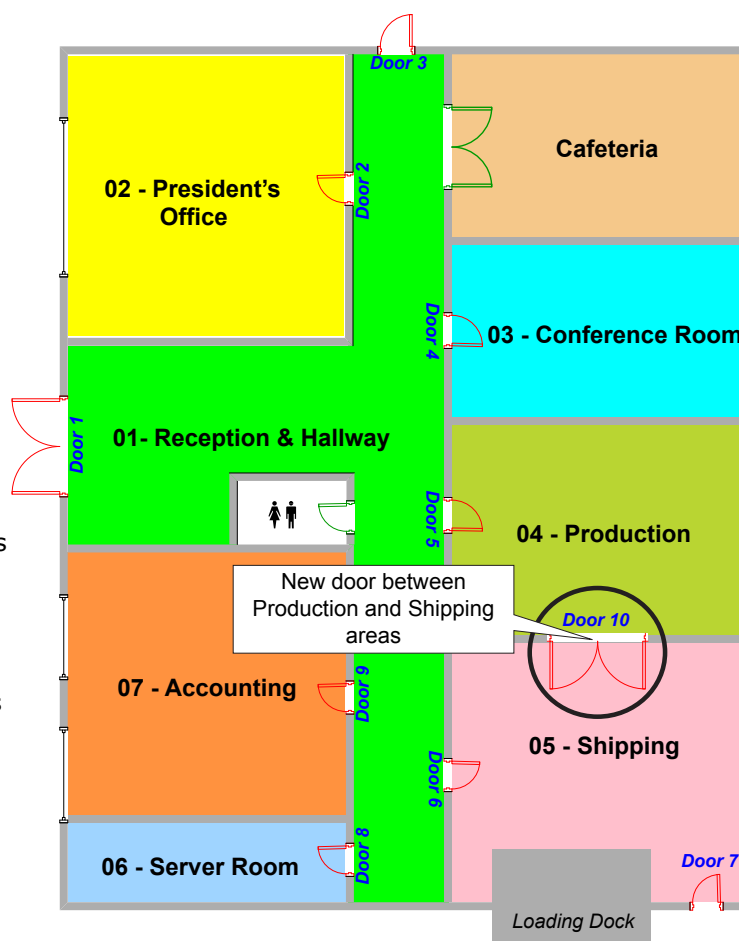 Door 3
Cafeteria
Door 2
02 - President’s
Office
Door 4
03 - Conference Room
Door 1
01- Reception & Hallway
Door 5
04 - Production
s
New door between
Production and Shipping
areas
Door 10
Door 9
07 - Accounting
s
05 - Shipping
Door 6
Door 8
06 - Server Room
Door 7
Loading Dock